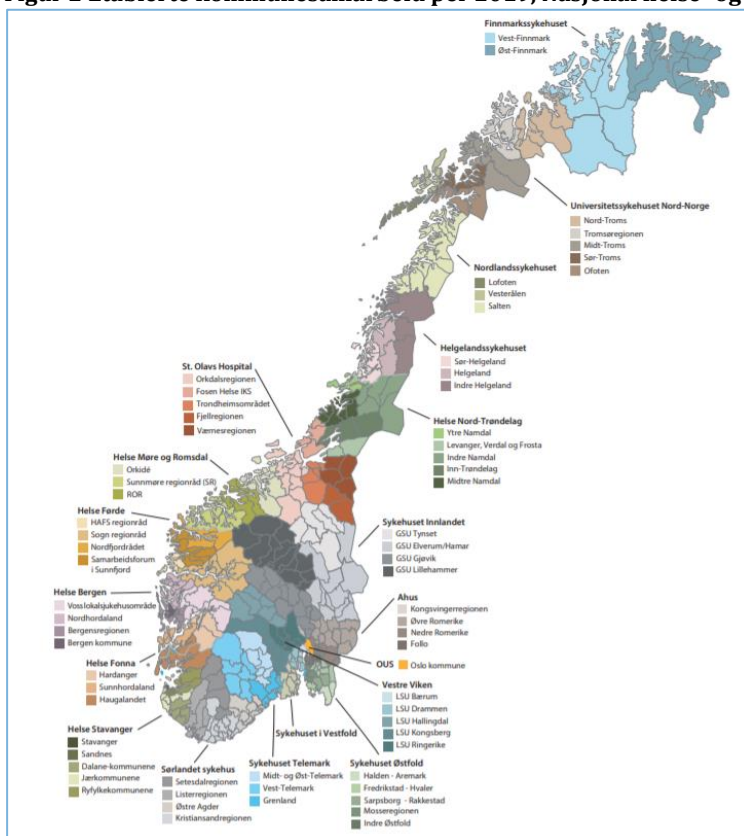 Finnmarkssykehuset
Vest-Finnmark
Øst-Finnmark
Universitetssykehuset Nord-Norge
Nord-Troms
Tromsøregionen
Midt-Troms
Sør-Troms
Ofoten
Nordlandssykehuset
Lofoten
Vesterålen
Salten
Helgelandssykehuset
Sør-Helgeland
Helgeland
Indre Helgeland
St. Olavs Hospital
Orkdalsregionen
Fosen Helse IKS
Trondheimsområdet
Fjellregionen
Værnesregionen
Helse Nord-Trøndelag
Ytre Namdal
Levanger, Verdal og Frosta
Indre Namdal
Inn-Trøndelag
Midtre Namdal
Helse Møre og Romsdal
Orkidé
Sunnmøre regionråd (SR)
ROR
Helse Førde
HAFS regionråd
Sogn regionråd
Nordfjordrådet
Samarbeidsforum
i Sunnfjord
Sykehuset Innlandet
GSU Tynset
GSU Elverum/Hamar
GSU Gjøvik
GSU Lillehammer
Helse Bergen
Voss lokalsjukehusområde
Nordhordaland
Bergensregionen
Bergen kommune
Ahus
Kongsvingerregionen
Øvre Romerike
Nedre Romerike
Follo
OUS
Oslo kommune
Helse Fonna
Hardanger
Sunnhordaland
Haugalandet
Vestre Viken
LSU Bærum
LSU Drammen
LSU Hallingdal
LSU Kongsberg
LSU Ringerike
Helse Stavanger
Stavanger
Sandnes
Dalane-kommunene
Jærkommunene
Ryfylkekommunene
Sykehuset i Vestfold
Sørlandet sykehus
Setesdalregionen
Listerregionen
Østre Agder
Kristiansandregionen
Sykehuset Telemark
Midt- og Øst-Telemark
Vest-Telemark
Grenland
Sykehuset Østfold
Halden - Aremark
Fredrikstad - Hvaler
Sarpsborg - Rakkestad
Mosseregionen
Indre Østfold